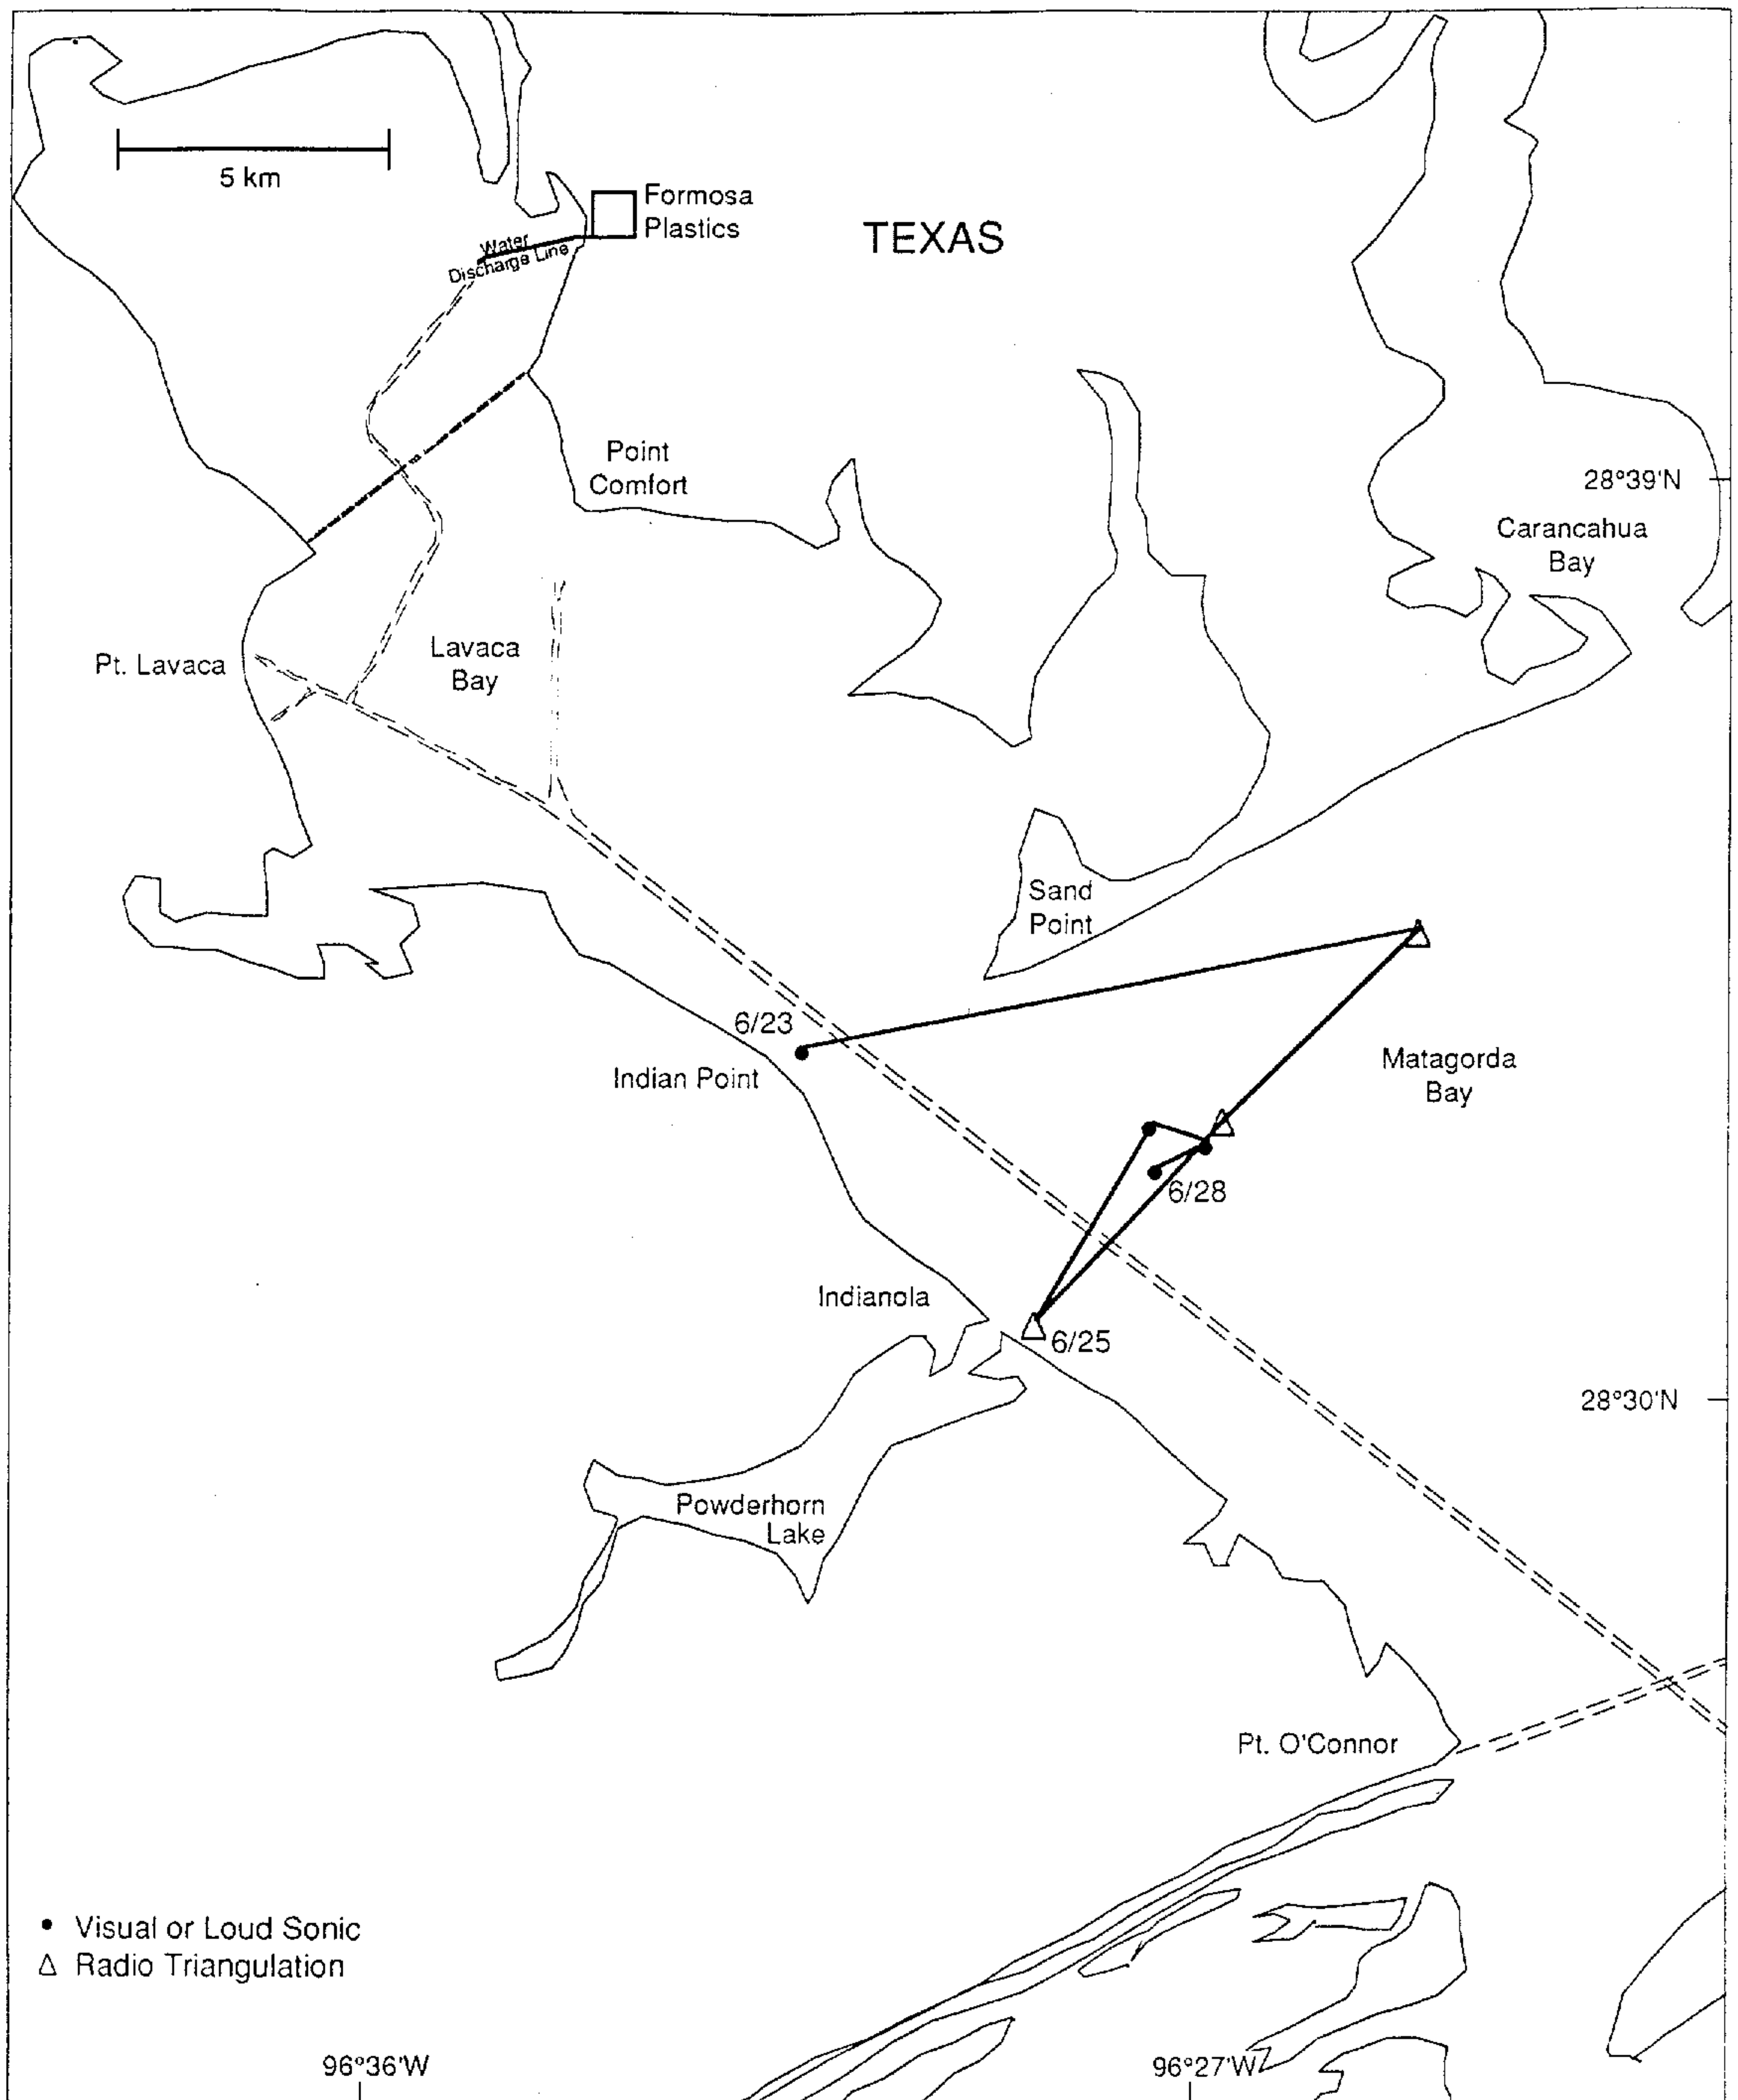 5 km
Formosa
Plastics
TEXAS
Water
Discharge Line
Point
Comfort
28°39'N
Carancahua
Bay
Lavaca
Bay
Pt. Lavaca
Sand
Point
6/23
Indian Point
Matagorda
Bay
6/28
Indianola
6/25
28°30'N
Powderhorn
Lake
Pt. O'Connor
Visual or Loud Sonic
Radio Triangulation
96°36'W
96°27'W